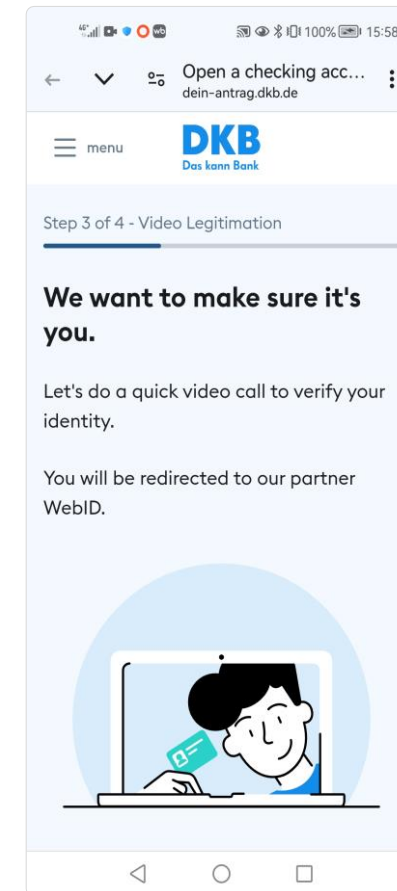 46+ wb 100% 15:58
Open a checking acc...
dein-antrag.dkb.de
menu
DKB
Das kann Bank
Step 3 of 4 - Video Legitimation
We want to make sure it's
you.
Let's do a quick video call to verify your
identity.
You will be redirected to our partner
WebID.